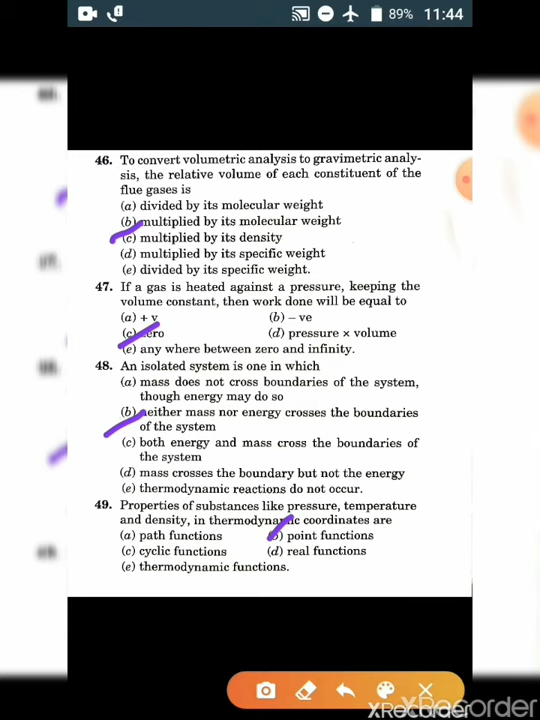 89% 11:44
46. To convert volumetric analysis to gravimetric analy-
sis, the relative volume of each constituent of the
flue gases is
(a) divided by its molecular weight
(b) multiplied by its molecular weight
(c) multiplied by its density
(d) multiplied by its specific weight
(e) divided by its specific weight.
47. If a gas is heated against a pressure, keeping the
volume constant, then work done will be equal to
(a) + v (b) – ve
(c) zero (d) pressure × volume
(e) any where between zero and infinity.
48. An isolated system is one in which
(a) mass does not cross boundaries of the system,
though energy may do so
(b) neither mass nor energy crosses the boundaries
of the system
(c) both energy and mass cross the boundaries of
the system
(d) mass crosses the boundary but not the energy
(e) thermodynamic reactions do not occur.
49. Properties of substances like pressure, temperature
and density, in thermodynamic coordinates are
(a) path functions (b) point functions
(c) cyclic functions (d) real functions
(e) thermodynamic functions.
XRecorder
XRecorder